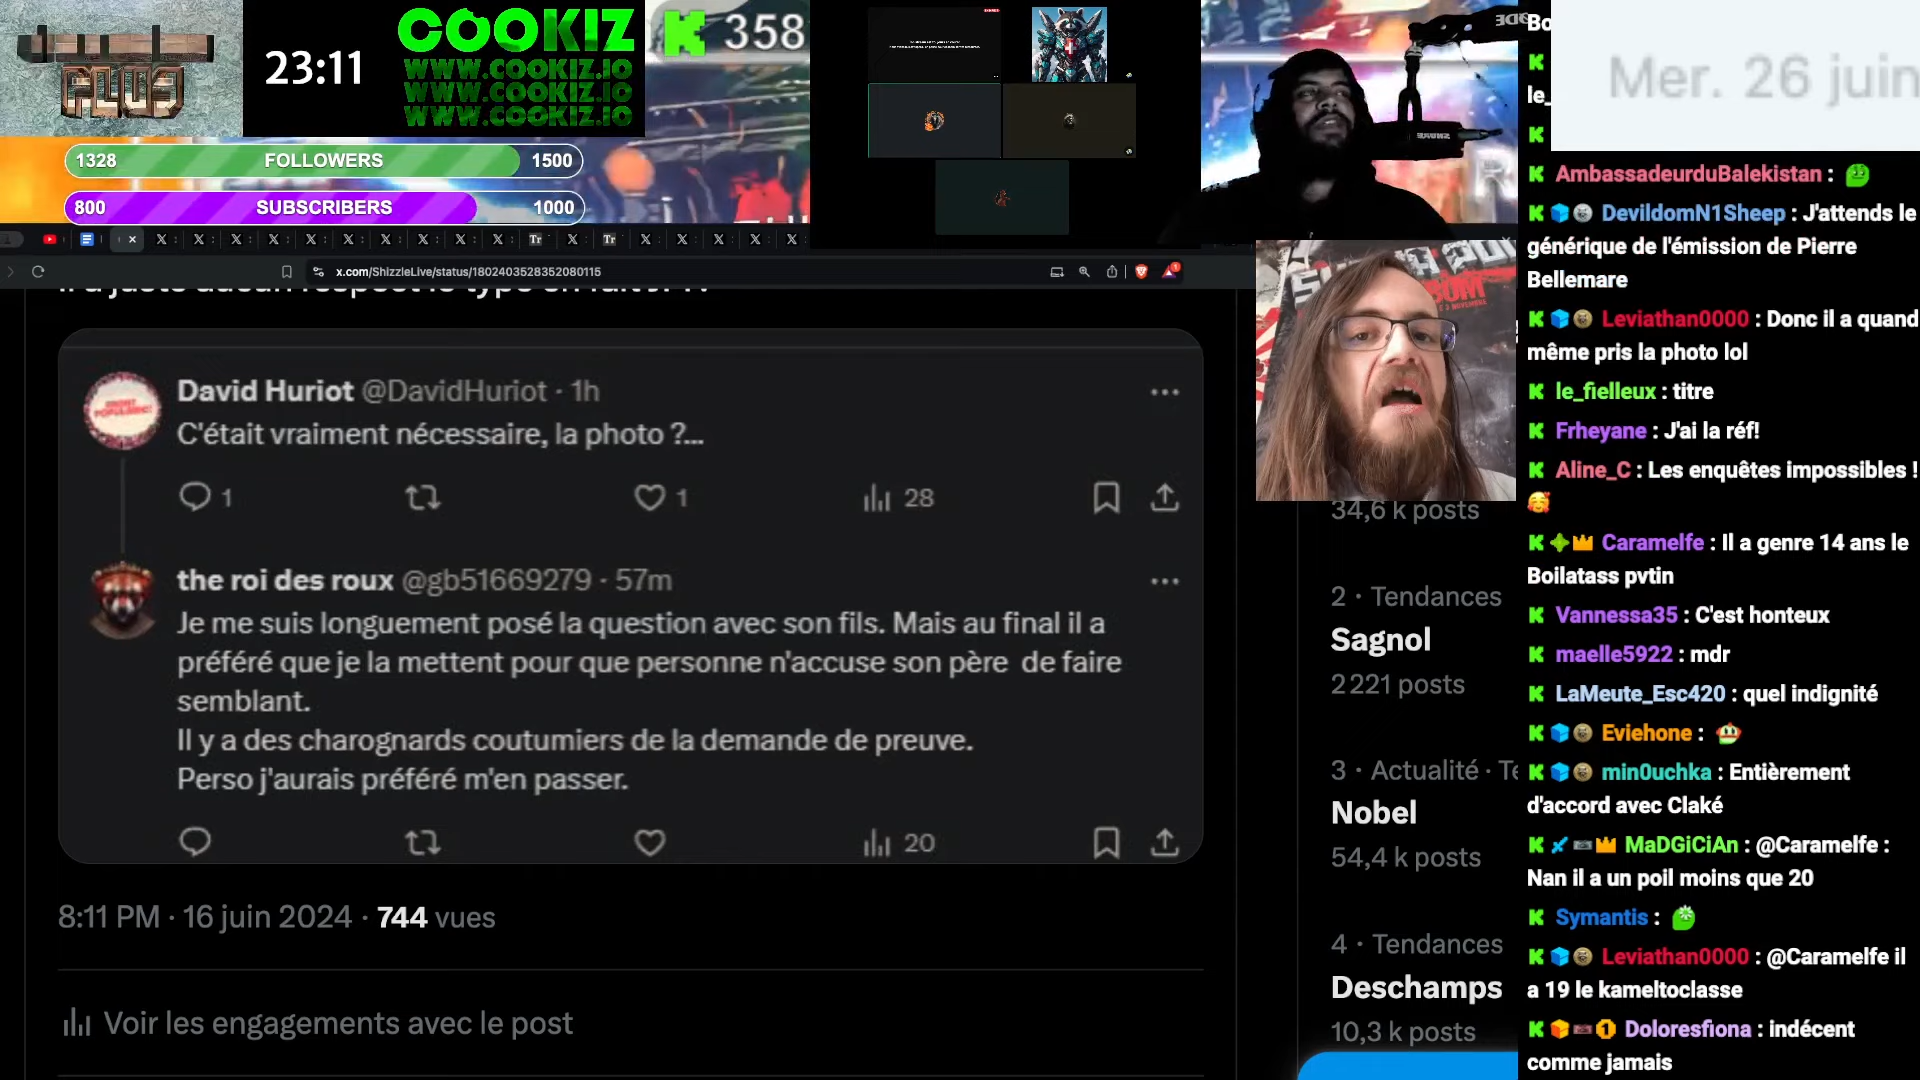 23:11
COOKIZ
WWW.COOKIZ.IO
WWW.COOKIZ.IO
WWW.COOKIZ.IO
358
1328 FOLLOWERS 1500
800 SUBSCRIBERS 1000
x.com/ShizzleLive/status/1802403528352080115
David Huriot @DavidHuriot · 1h
C'était vraiment nécessaire, la photo ?...
1
1
28
the roi des roux @gb51669279 · 57m
Je me suis longuement posé la question avec son fils. Mais au final il a
préféré que je la mettent pour que personne n'accuse son père de faire
semblant.
Il y a des charognards coutumiers de la demande de preuve.
Perso j'aurais préféré m'en passer.
20
8:11 PM · 16 juin 2024 · 744 vues
Voir les engagements avec le post
34,6 k posts
2 · Tendances
Sagnol
2 221 posts
3 · Actualité · Te
Nobel
54,4 k posts
4 · Tendances
Deschamps
10,3 k posts
Mer. 26 juin
Bo
le_
AmbassadeurduBalekistan :
DevildomN1Sheep : J'attends le
générique de l'émission de Pierre
Bellemare
Leviathan0000 : Donc il a quand
même pris la photo lol
le_fielleux : titre
Frheyane : J'ai la réf!
Aline_C : Les enquêtes impossibles !
Caramelfe : Il a genre 14 ans le
Boilatass pvtin
Vannessa35 : C'est honteux
maelle5922 : mdr
LaMeute_Esc420 : quel indignité
Eviehone :
min0uchka : Entièrement
d'accord avec Claké
MaDGiCiAn : @Caramelfe :
Nan il a un poil moins que 20
Symantis :
Leviathan0000 : @Caramelfe il
a 19 le kameltoclasse
Doloresfiona : indécent
comme jamais